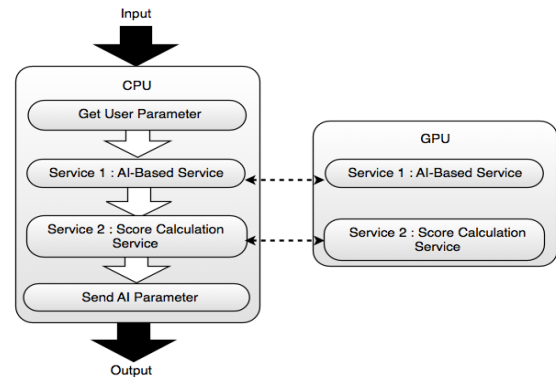 Input
CPU
Get User Parameter
Service 1 : AI-Based Service
Service 2 : Score Calculation
Service
Send AI Parameter
Output
GPU
Service 1 : AI-Based Service
Service 2 : Score Calculation
Service